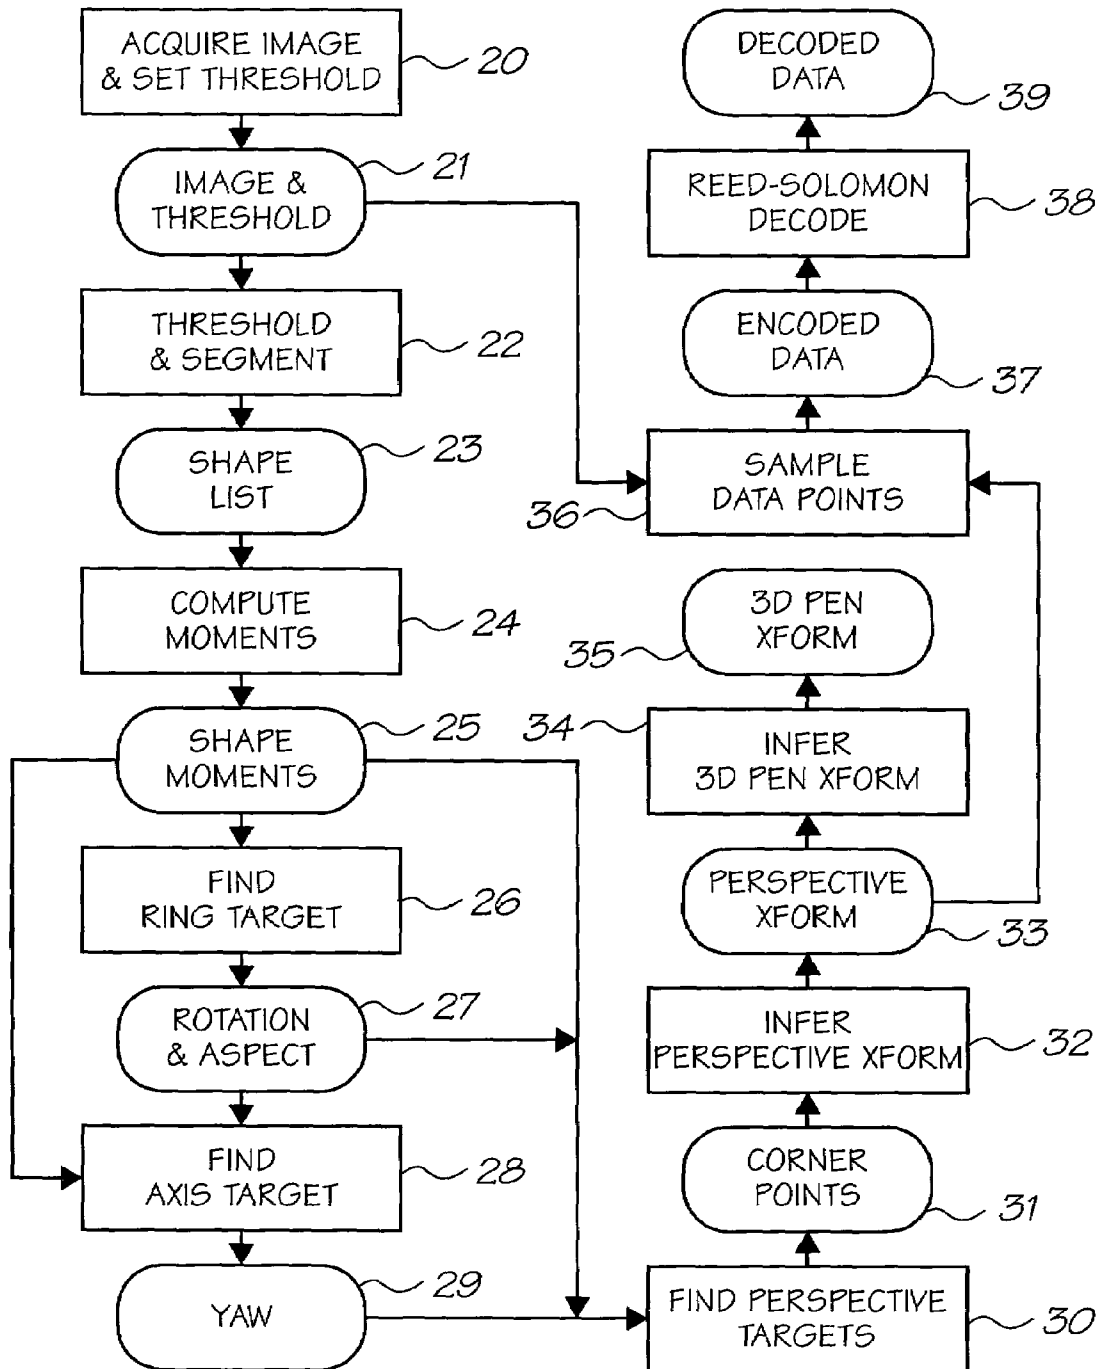 ACQUIRE IMAGE
& SET THRESHOLD
20
IMAGE &
THRESHOLD
21
THRESHOLD
& SEGMENT
22
SHAPE
LIST
23
COMPUTE
MOMENTS
24
SHAPE
MOMENTS
25
FIND
RING TARGET
26
ROTATION
& ASPECT
27
FIND
AXIS TARGET
28
YAW
29
DECODED
DATA
39
REED-SOLOMON
DECODE
38
ENCODED
DATA
37
SAMPLE
DATA POINTS
36
3D PEN
XFORM
35
INFER
3D PEN XFORM
34
PERSPECTIVE
XFORM
33
INFER
PERSPECTIVE XFORM
32
CORNER
POINTS
31
FIND PERSPECTIVE
TARGETS
30